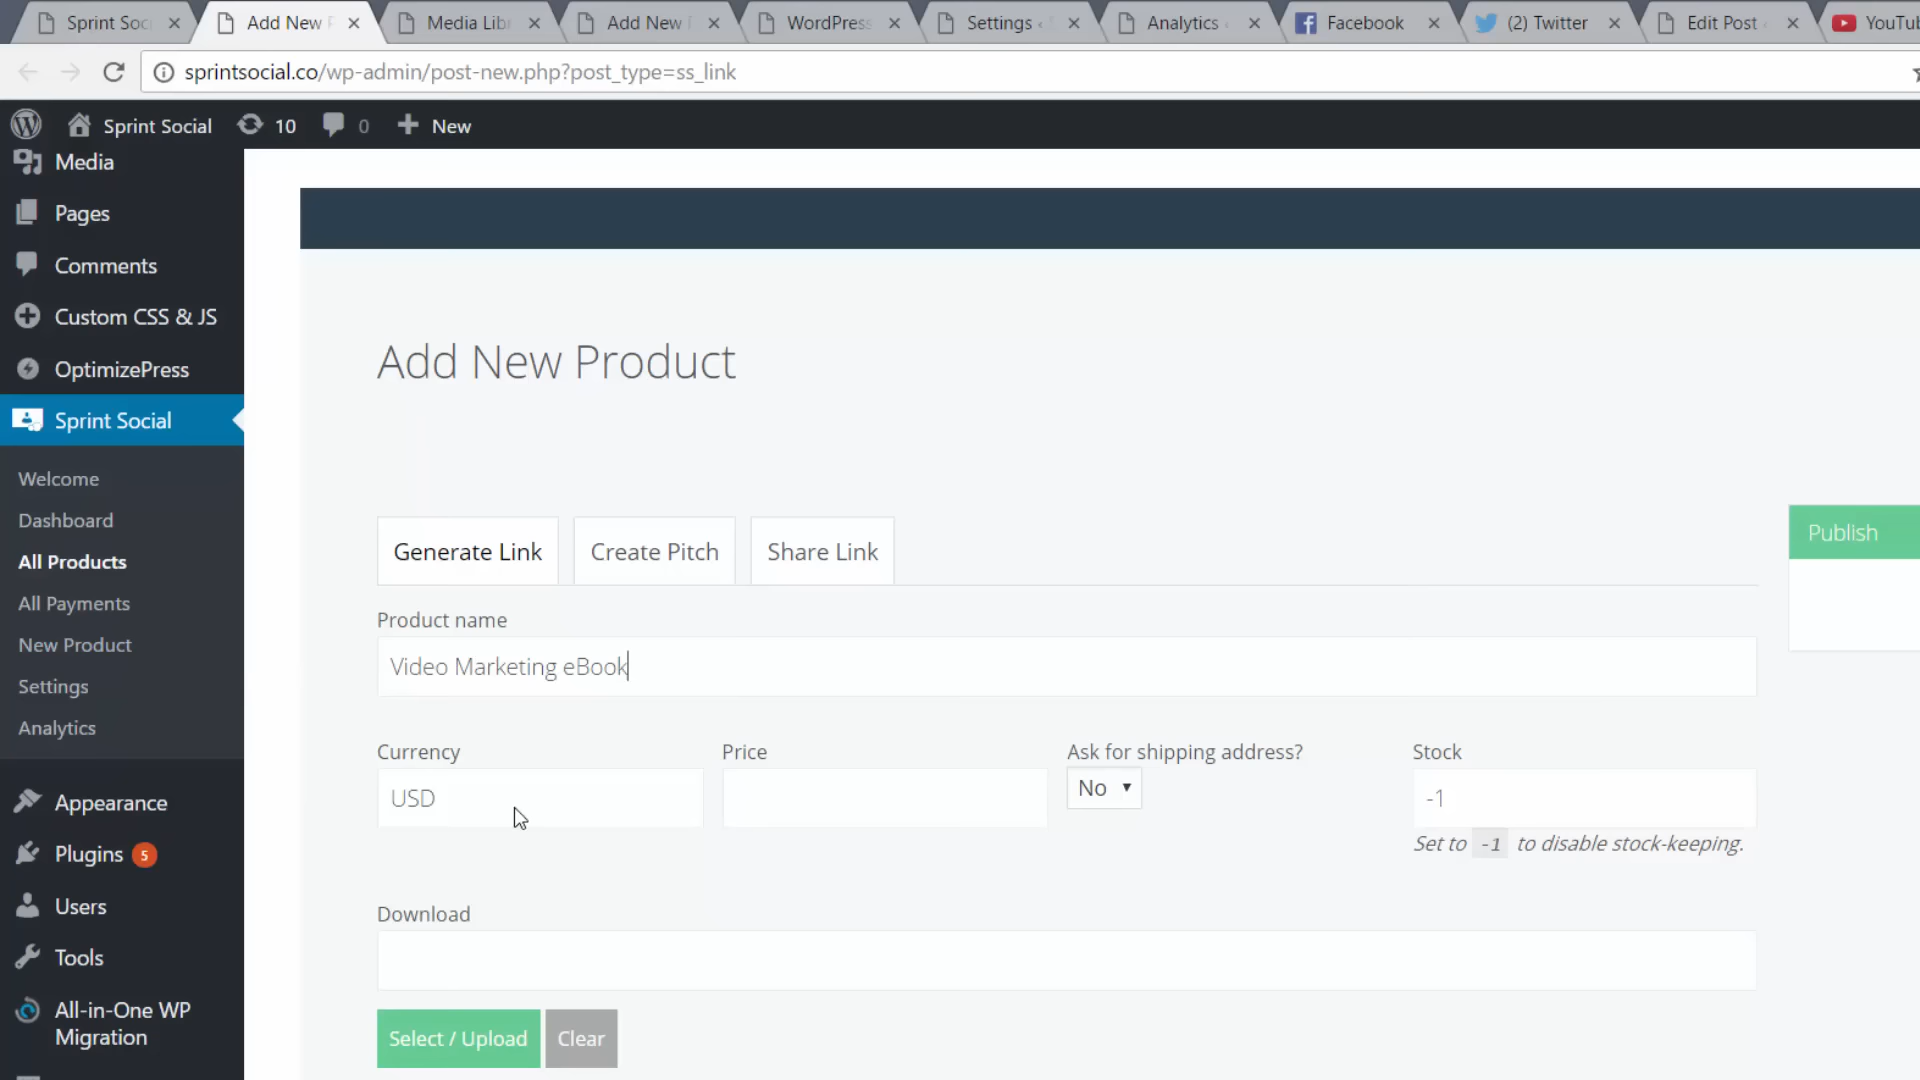 Sprint Soc
Add New
Media Lib
Add New
WordPress
Settings
Analytics
Facebook
(2) Twitter
Edit Post
YouTub
sprintsocial.co/wp-admin/post-new.php?post_type=ss_link
Sprint Social
10
0
New
Media
Pages
Comments
Custom CSS & JS
OptimizePress
Sprint Social
Welcome
Dashboard
All Products
All Payments
New Product
Settings
Analytics
Appearance
Plugins 5
Users
Tools
All-in-One WP
Migration
Add New Product
Generate Link
Create Pitch
Share Link
Publish
Product name
Video Marketing eBook
Currency
Price
Ask for shipping address?
Stock
USD
No
-1
Set to -1 to disable stock-keeping.
Download
Select / Upload
Clear